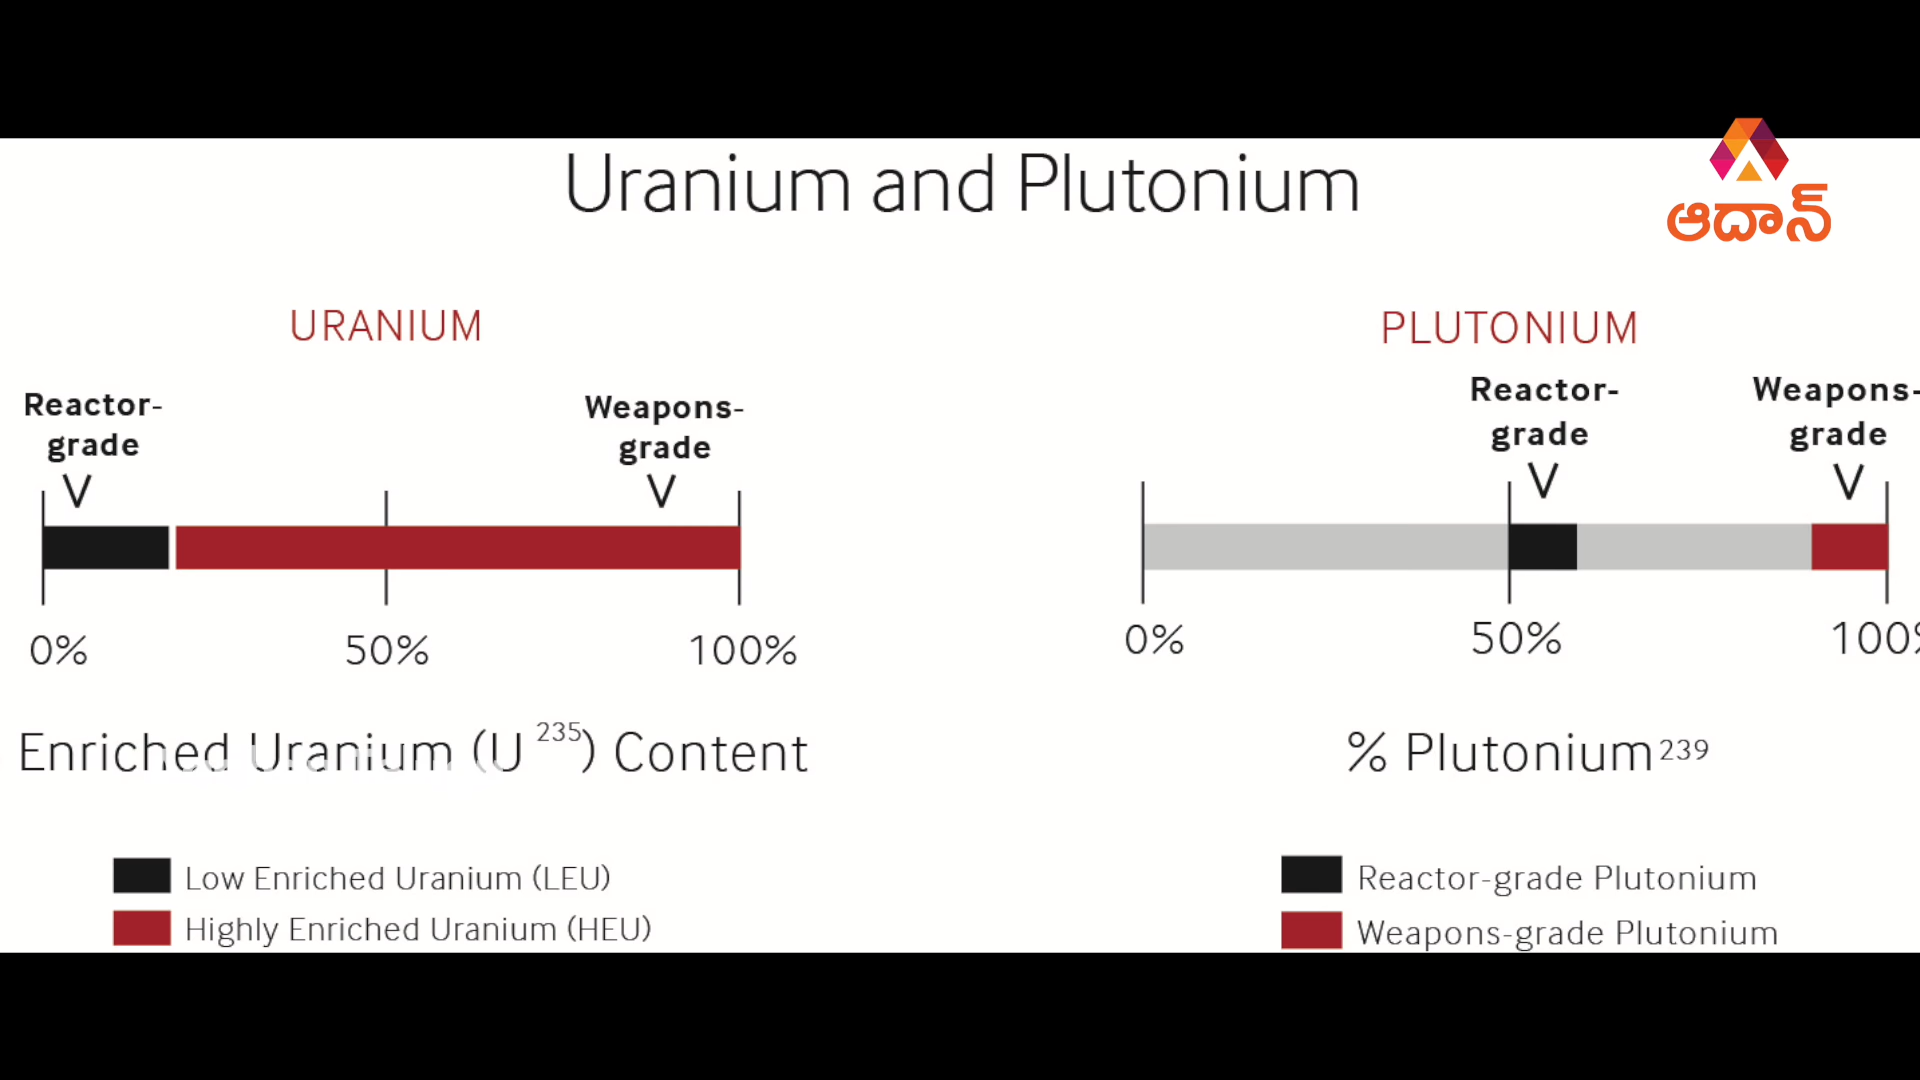 Uranium and Plutonium
ఆదాన్
URANIUM
Reactor-
grade
V
Weapons-
grade
V
0%
50%
100%
Enriched Uranium (U 235) Content
Low Enriched Uranium (LEU)
Highly Enriched Uranium (HEU)
PLUTONIUM
Reactor-
grade
V
Weapons-
grade
V
0%
50%
100%
% Plutonium 239
Reactor-grade Plutonium
Weapons-grade Plutonium